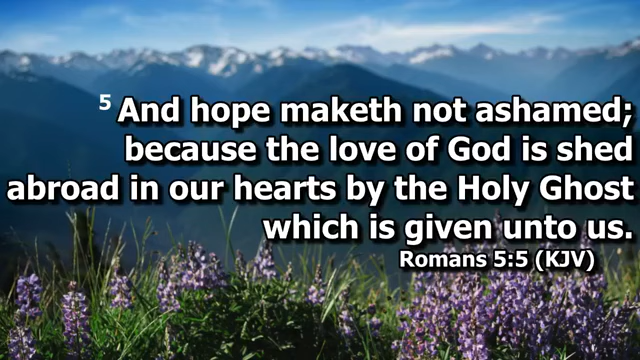 5 And hope maketh not ashamed;
because the love of God is shed
abroad in our hearts by the Holy Ghost
which is given unto us.
Romans 5:5 (KJV)